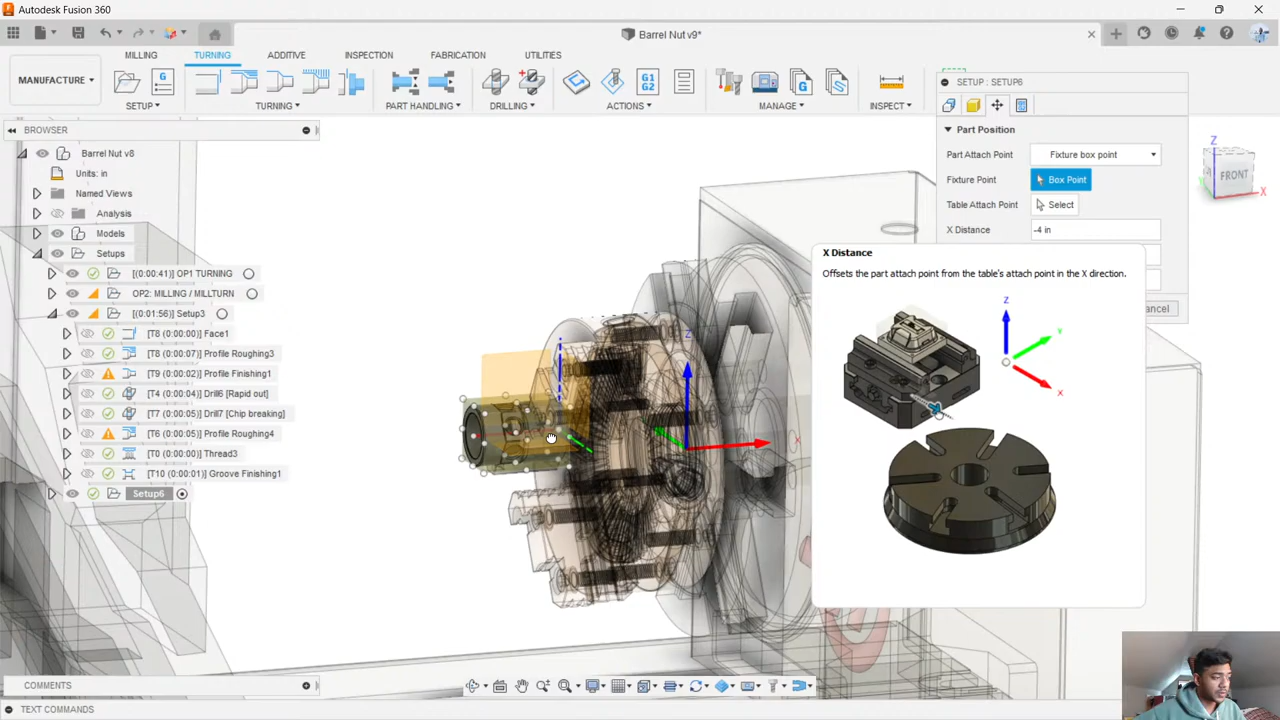 Autodesk Fusion 360
Barrel Nut v9*
MILLING TURNING ADDITIVE INSPECTION FABRICATION UTILITIES
MANUFACTURE
G
G1
G2
SETUP TURNING PART HANDLING DRILLING ACTIONS MANAGE INSPECT
BROWSER
Barrel Nut v8
Units: in
Named Views
Analysis
Models
Setups
[(0:00:41)] OP1 TURNING
OP2: MILLING / MILLTURN
[(0:01:56)] Setup3
[T8 (0:00:00)] Face1
[T8 (0:00:07)] Profile Roughing3
[T9 (0:00:02)] Profile Finishing1
[T4 (0:00:04)] Drill6 [Rapid out]
[T7 (0:00:05)] Drill7 [Chip breaking]
[T6 (0:00:05)] Profile Roughing4
[T0 (0:00:00)] Thread3
[T10 (0:00:01)] Groove Finishing1
Setup6
SETUP : SETUP6
Part Position
Part Attach Point Fixture box point
Fixture Point Box Point
Table Attach Point Select
X Distance -4 in
ancel
X Distance
Offsets the part attach point from the table's attach point in the X direction.
Z
Y
X
Z
X
Z
FRONT
Y
X
COMMENTS
TEXT COMMANDS